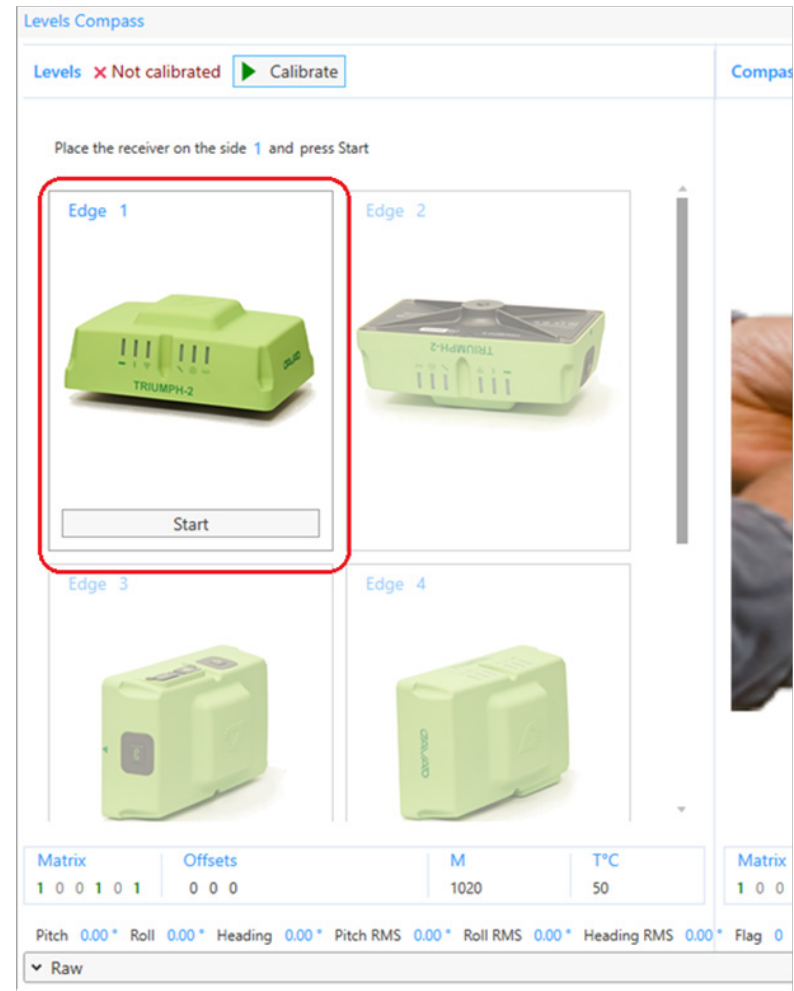 Levels Compass
Levels Not calibrated Calibrate
Compas
Place the receiver on the side 1 and press Start
Edge 1
Edge 2
TRIUMPH-2
TRIUMPH-2
Start
Edge 3
Edge 4
Matrix Offsets M T°C
1 0 0 1 0 1 0 0 0 1020 50
Matrix
1 0 0
Pitch 0.00 ° Roll 0.00 ° Heading 0.00 ° Pitch RMS 0.00 ° Roll RMS 0.00 ° Heading RMS 0.00 ° Flag 0
Raw